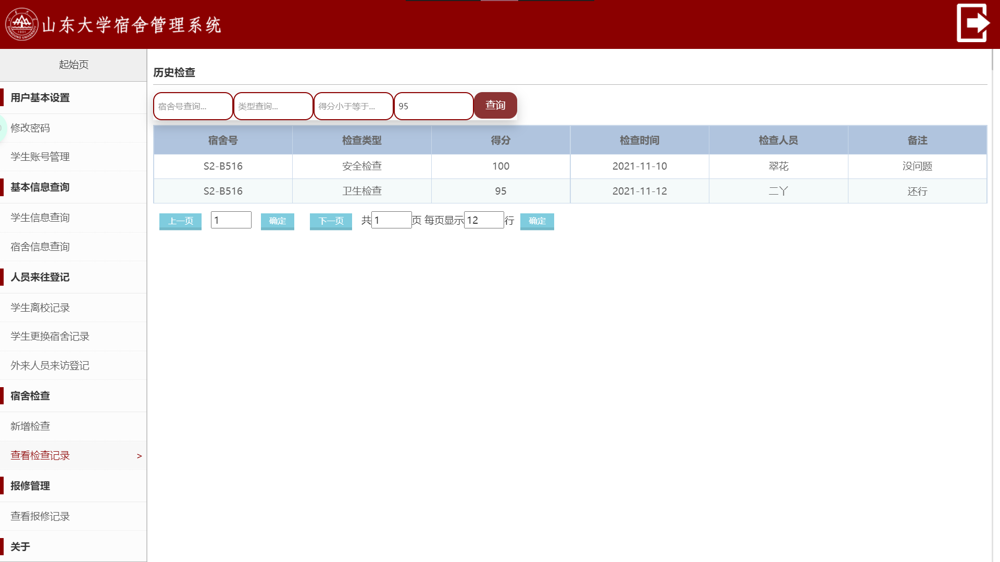 山东大学宿舍管理系统
SHANDONG UNIVERSITY
1901
起始页
用户基本设置
修改密码
学生账号管理
基本信息查询
学生信息查询
宿舍信息查询
人员来往登记
学生离校记录
学生更换宿舍记录
外来人员来访登记
宿舍检查
新增检查
查看检查记录 >
报修管理
查看报修记录
关于
历史检查
宿舍号查询... 类型查询... 得分小于等于... 95 查询
宿舍号 检查类型 得分 检查时间 检查人员 备注
S2-B516 安全检查 100 2021-11-10 翠花 没问题
S2-B516 卫生检查 95 2021-11-12 二丫 还行
上一页 1 确定 下一页 共1页 每页显示12行 确定